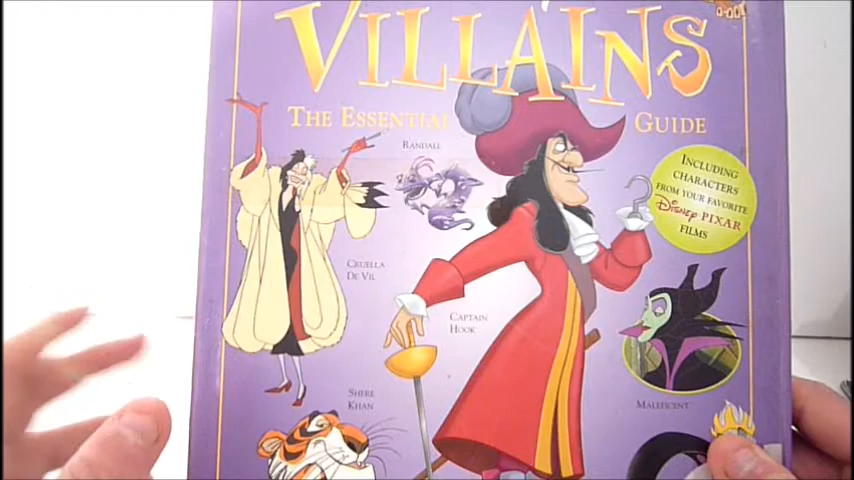 VILLAINS
THE ESSENTIAL GUIDE
RANDALL
INCLUDING
CHARACTERS
FROM YOUR FAVORITE
DISNEY PIXAR
FILMS
CRUELLA
DE VIL
CAPTAIN
HOOK
SHERE
KHAN
MALEFICENT